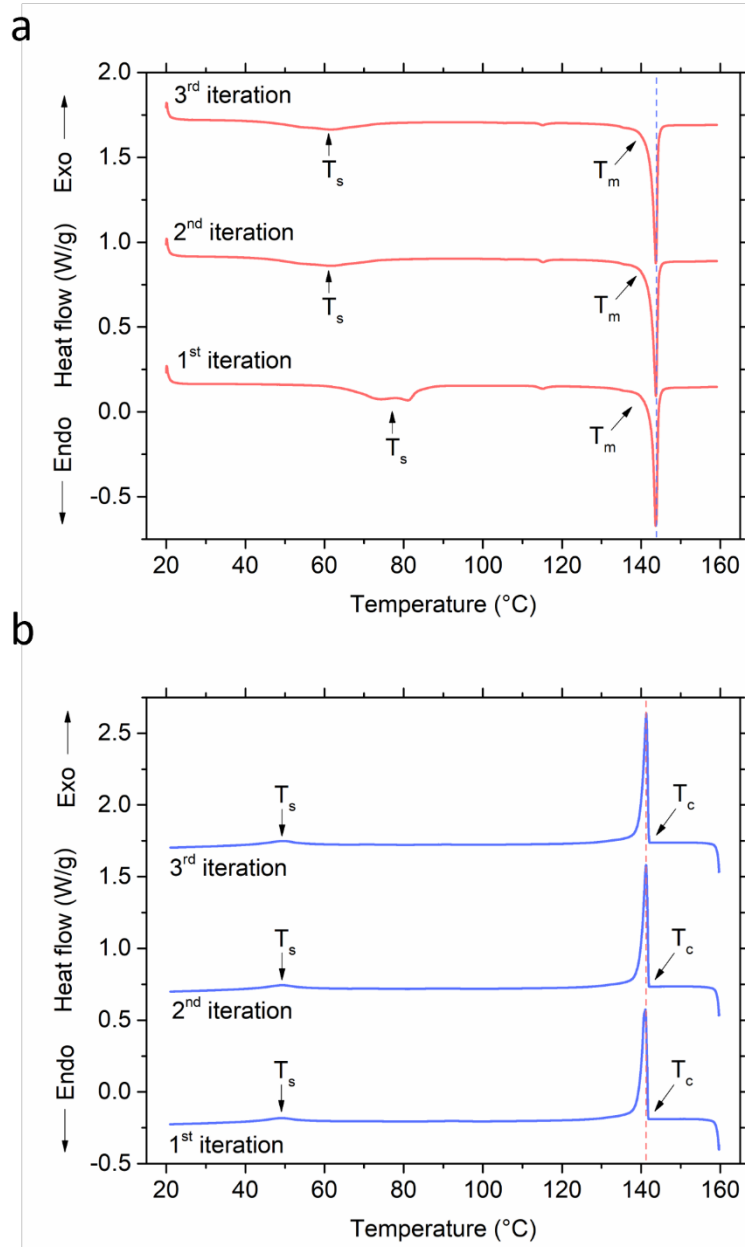 a
2.0
1.5
1.0
0.5
0.0
-0.5
Endo Heat flow (W/g) Exo
3rd iteration
Ts
Tm
2nd iteration
Ts
Tm
1st iteration
Ts
Tm
20 40 60 80 100 120 140 160
Temperature (°C)
b
2.5
2.0
1.5
1.0
0.5
0.0
-0.5
Endo Heat flow (W/g) Exo
Ts
Tc
3rd iteration
Ts
Tc
2nd iteration
Ts
Tc
1st iteration
20 40 60 80 100 120 140 160
Temperature (°C)